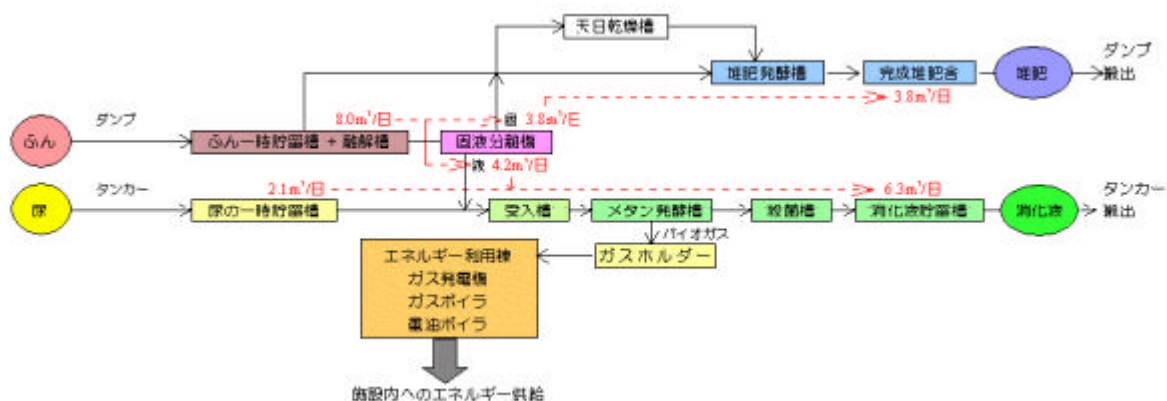 天日乾燥槽
堆肥発酵槽
完成堆肥舎
堆肥
ダンプ
搬出
8.0m³/日
固
3.8m³/日
3.8m³/日
ダンプ
ふん
ふん一時貯留槽 + 融解槽
固液分離機
液
4.2m³/日
タンカー
2.1m³/日
6.3m³/日
タンカー
搬出
尿
尿の一時貯留槽
受入槽
メタン発酵槽
殺菌槽
消化液貯留槽
消化液
バイオガス
ガスホルダー
エネルギー利用棟
ガス発電機
ガスボイラ
重油ボイラ
施設内へのエネルギー供給